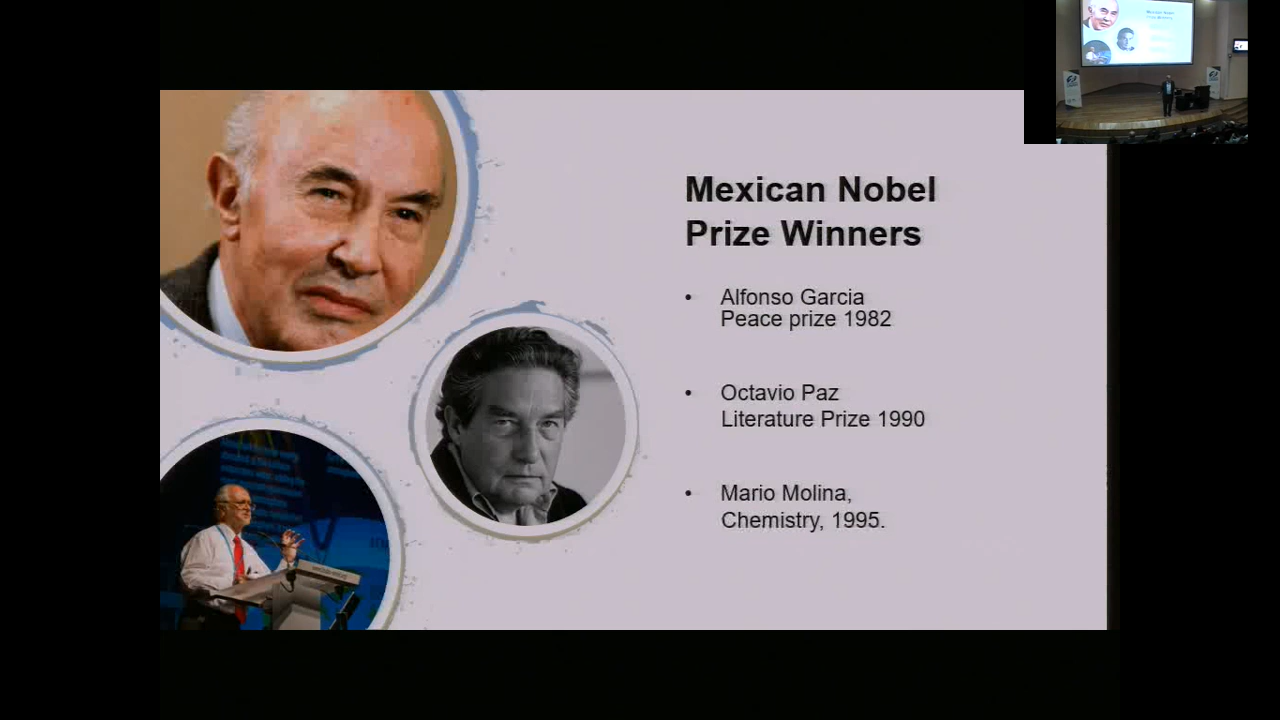 Mexican Nobel
Prize Winners
• Alfonso Garcia
Peace prize 1982
• Octavio Paz
Literature Prize 1990
• Mario Molina,
Chemistry, 1995.